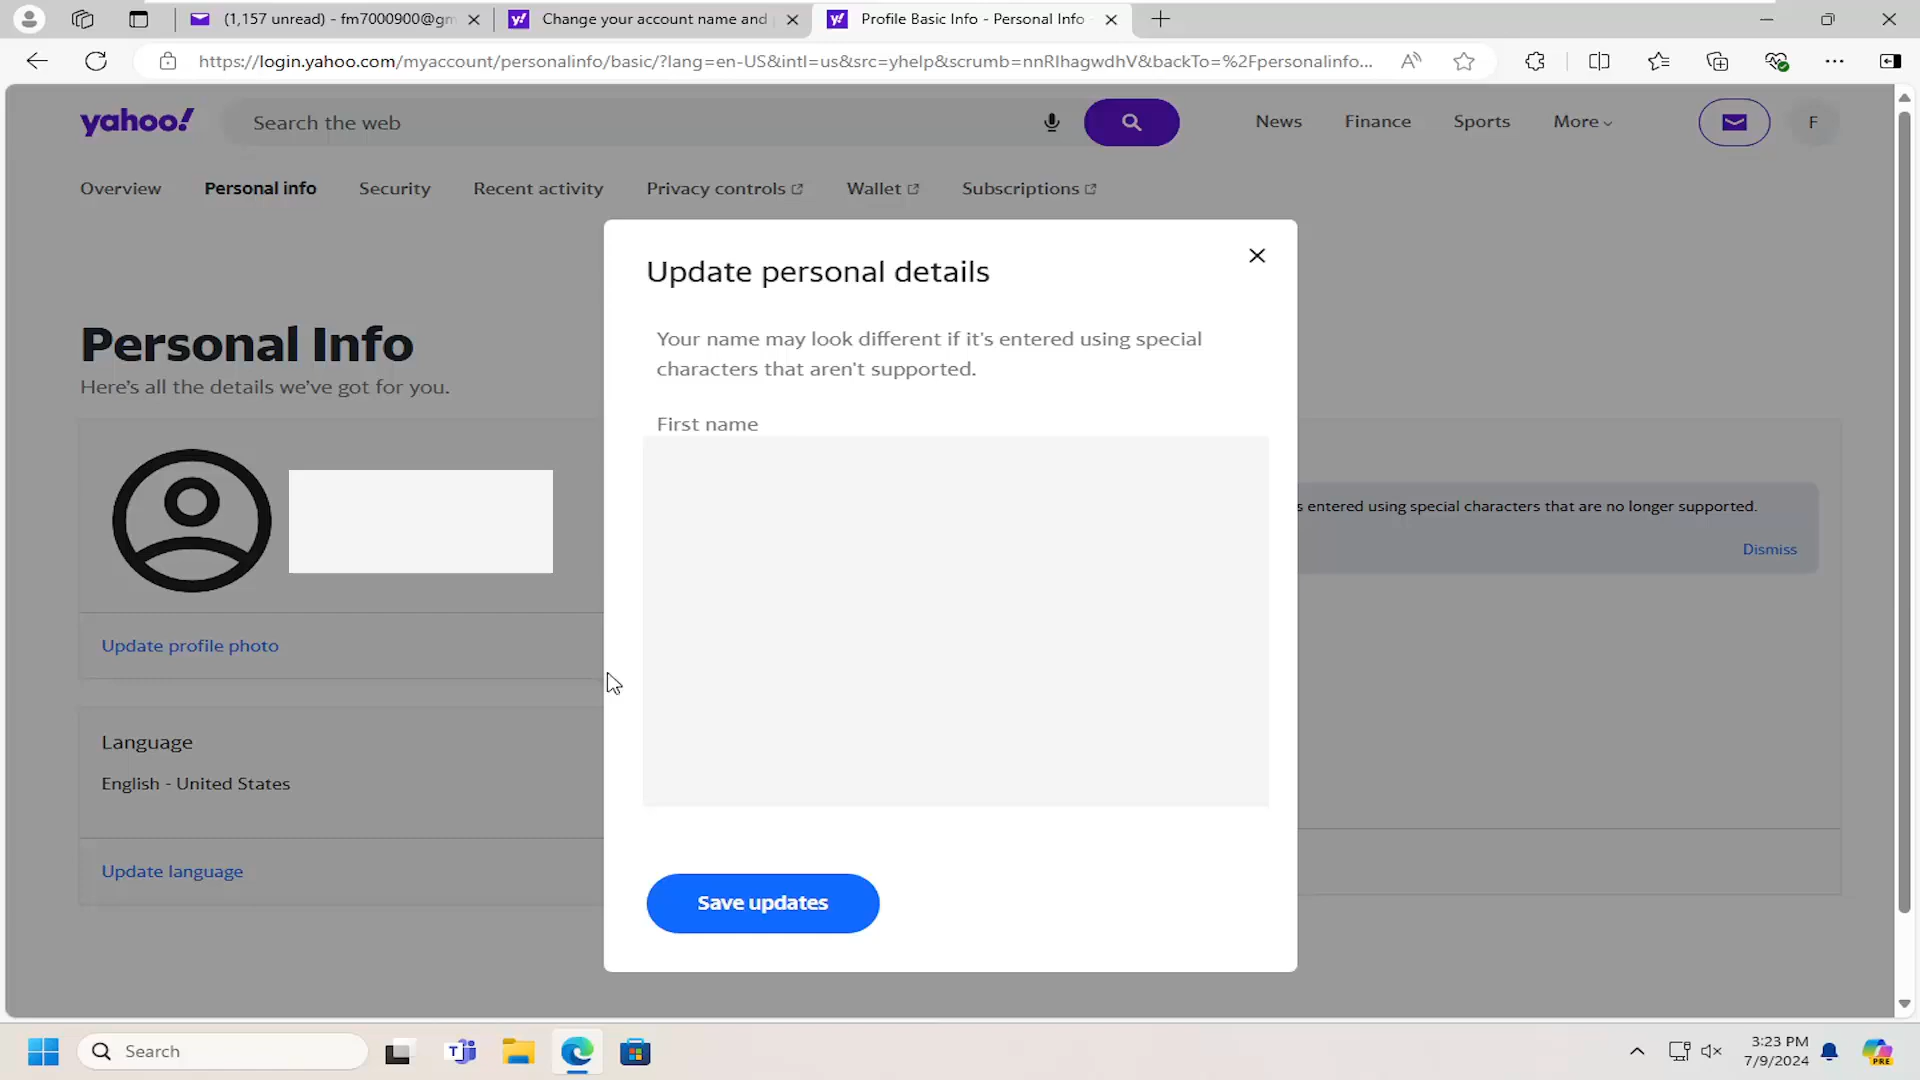 (1,157 unread) - fm7000900@gm
Change your account name and
Profile Basic Info - Personal Info
https://login.yahoo.com/myaccount/personalinfo/basic/?lang=en-US&intl=us&src=yhelp&scrumb=nnRlhagwdhV&backTo=%2Fpersonalinfo...
yahoo!
Search the web
News
Finance
Sports
More
F
Overview
Personal info
Security
Recent activity
Privacy controls
Wallet
Subscriptions
Update personal details
Your name may look different if it's entered using special
characters that aren't supported.
First name
Save updates
Personal Info
Here's all the details we've got for you.
s entered using special characters that are no longer supported.
Dismiss
Update profile photo
Language
English - United States
Update language
Search
3:23 PM
7/9/2024
PRE